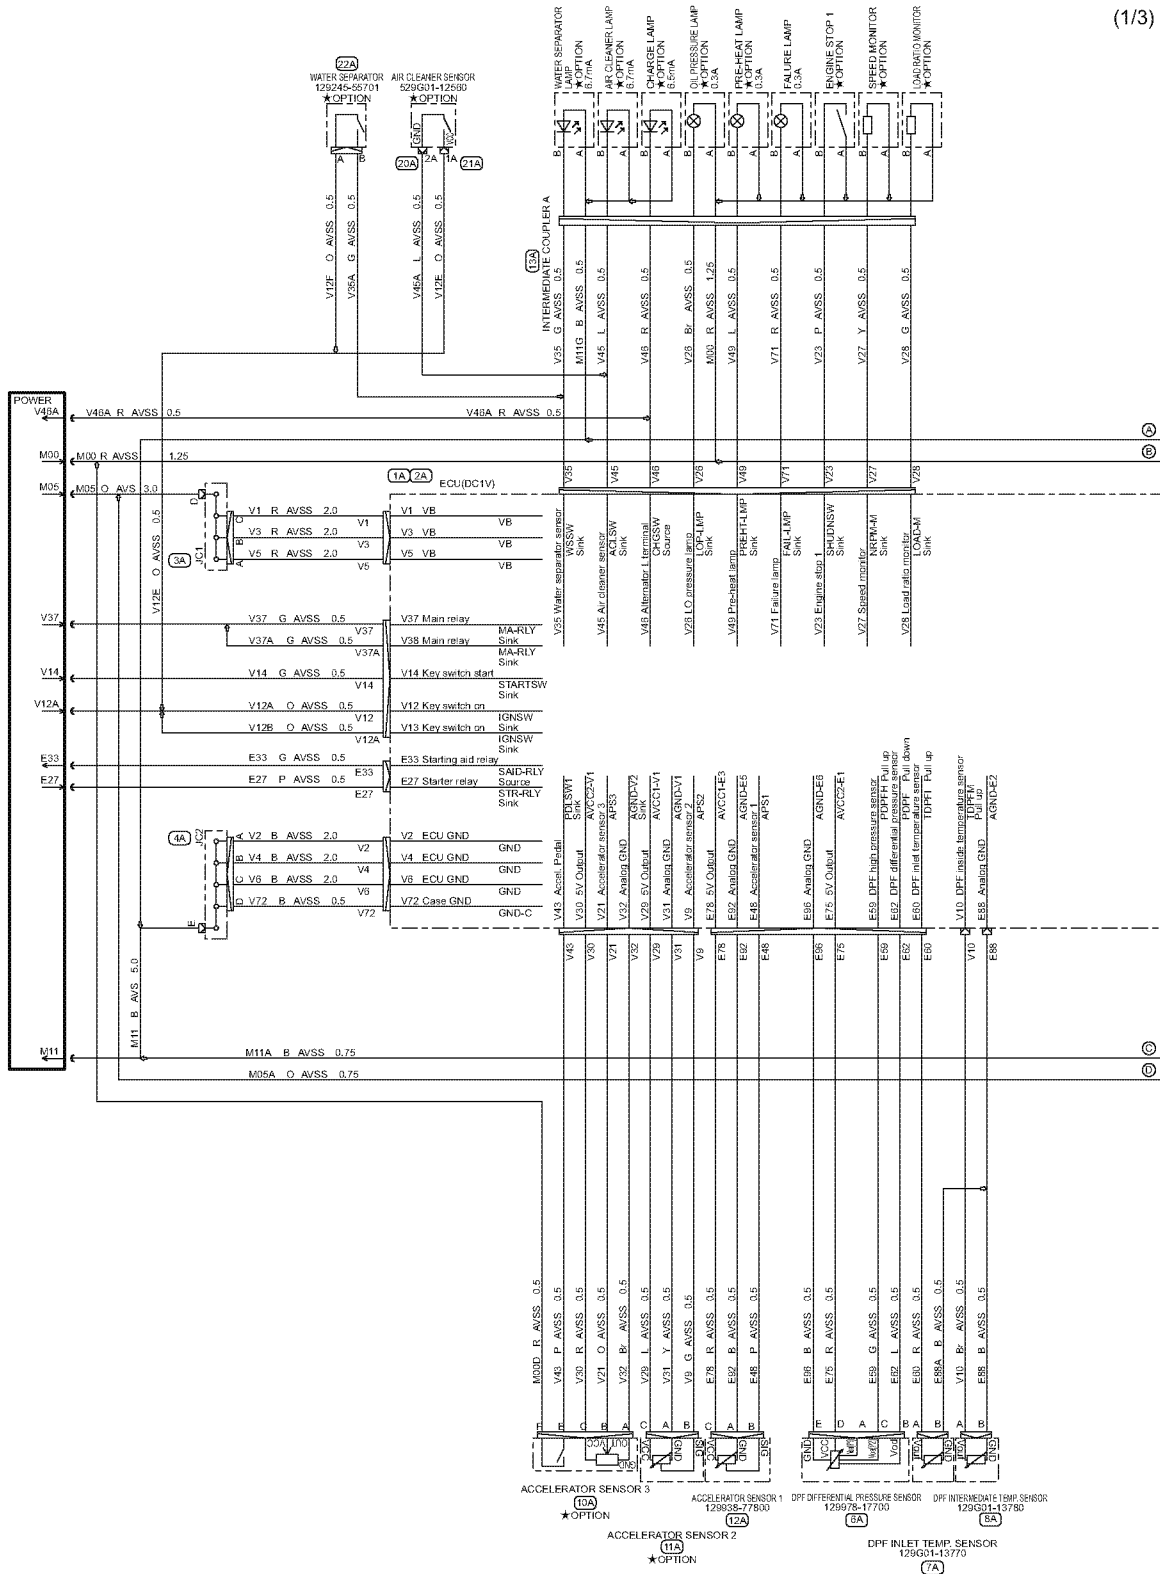 (1/3)
WATER SEPARATOR
LAMP
★OPTION
6.7mA
AIR CLEANER LAMP
★OPTION
6.7mA
CHARGE LAMP
★OPTION
6.5mA
OIL PRESSURE LAMP
★OPTION
0.3A
PRE-HEAT LAMP
★OPTION
0.3A
FAILURE LAMP
0.3A
ENGINE STOP 1
★OPTION
SPEED MONITOR
★OPTION
LOAD RATIO MONITOR
★OPTION
22A
WATER SEPARATOR
129245-55701
★OPTION
AIR CLEANER SENSOR
529G01-12560
★OPTION
GND
VCC
A B
20A 2A 1A 21A
B A B A B A B A B A B A B A B A B A
V12F O AVSS 0.5
V35A G AVSS 0.5
V45A L AVSS 0.5
V12E O AVSS 0.5
13A
INTERMEDIATE COUPLER A
V35 G AVSS 0.5
M11G B AVSS 0.5
V45 L AVSS 0.5
V46 R AVSS 0.5
V26 Br AVSS 0.5
M00 R AVSS 1.25
V49 L AVSS 0.5
V71 R AVSS 0.5
V23 P AVSS 0.5
V27 Y AVSS 0.5
V28 G AVSS 0.5
POWER
V46A V46A R AVSS 0.5 V46A R AVSS 0.5
A
M00 M00 R AVSS 1.25
B
M05 M05 O AVS 3.0
1A 2A ECU(DC1V)
V35 V45 V46 V26 V49 V71 V23 V27 V28
D
C V1 R AVSS 2.0 V1 V1 VB VB
B V3 R AVSS 2.0 V3 V3 VB VB
A V5 R AVSS 2.0 V5 V5 VB VB
3A JC1
V12E O AVSS 0.5
V35 Water separator sensor
WSSW
Sink
V45 Air cleaner sensor
ACLSW
Sink
V46 Alternator L terminal
CHGSW
Source
V26 LO pressure lamp
LOP-LMP
Sink
V49 Pre-heat lamp
PREHT-LMP
Sink
V71 Failure lamp
FAIL-LMP
Sink
V23 Engine stop 1
SHUDNSW
Sink
V27 Speed monitor
NRPM-M
Sink
V28 Load ratio monitor
LOAD-M
Sink
V37 V37 G AVSS 0.5 V37 V37 Main relay
MA-RLY
Sink
V37A G AVSS 0.5 V37A V38 Main relay
MA-RLY
Sink
V14 V14 G AVSS 0.5 V14 V14 Key switch start
STARTSW
Sink
V12A V12A O AVSS 0.5 V12 V12 Key switch on
IGNSW
Sink
V12B O AVSS 0.5 V12A V13 Key switch on
IGNSW
Sink
E33 E33 G AVSS 0.5 E33 E33 Starting aid relay
SAID-RLY
Source
E27 E27 P AVSS 0.5 E27 E27 Starter relay
STR-RLY
Sink
4A JC2
A V2 B AVSS 2.0 V2 V2 ECU GND GND
B V4 B AVSS 2.0 V4 V4 ECU GND GND
C V6 B AVSS 2.0 V6 V6 ECU GND GND
D V72 B AVSS 0.5 V72 V72 Case GND GND-C
E
V43 Accel. Pedal
PDLSW1
Sink
V30 5V Output
AVCC2-V1
V21 Accelerator sensor 3
APS3
V32 Analog GND
AGND-V2
Sink
V29 5V Output
AVCC1-V1
V31 Analog GND
AGND-V1
V9 Accelerator sensor 2
APS2
E78 5V Output
AVCC1-E3
E92 Analog GND
AGND-E5
E48 Accelerator sensor 1
APS1
E96 Analog GND
AGND-E6
E75 5V Output
AVCC2-E1
E59 DPF high pressure sensor
PDPFH Pull up
E62 DPF differential pressure sensor
PDPF Pull down
E60 DPF inlet temperature sensor
TDPFI Pull up
V10 DPF inside temperature sensor
TDPFM
Pull up
E88 Analog GND
AGND-E2
V43 V30 V21 V32 V29 V31 V9 E78 E92 E48 E96 E75 E59 E62 E60 V10 E88
M11 B AVS 5.0
M11 M11A B AVSS 0.75
C
M05A O AVSS 0.75
D
M00D R AVSS 0.5
V43 P AVSS 0.5
V30 R AVSS 0.5
V21 O AVSS 0.5
V32 Br AVSS 0.5
V29 L AVSS 0.5
V31 Y AVSS 0.5
V9 G AVSS 0.5
E78 R AVSS 0.5
E92 B AVSS 0.5
E48 P AVSS 0.5
E96 B AVSS 0.5
E75 R AVSS 0.5
E59 G AVSS 0.5
E62 L AVSS 0.5
E60 R AVSS 0.5
E88A B AVSS 0.5
V10 Br AVSS 0.5
E88 B AVSS 0.5
F E C B A C A B C A B E D A C B A B A B
VCC OUT GND VCC GND SIG VCC GND SIG GND VCC Vod Vout GND Vout GND
ACCELERATOR SENSOR 3
10A
★OPTION
ACCELERATOR SENSOR 2
11A
★OPTION
ACCELERATOR SENSOR 1
129938-77800
12A
DPF DIFFERENTIAL PRESSURE SENSOR
129978-17700
6A
DPF INTERMEDIATE TEMP. SENSOR
129G01-13780
8A
DPF INLET TEMP. SENSOR
129G01-13770
7A